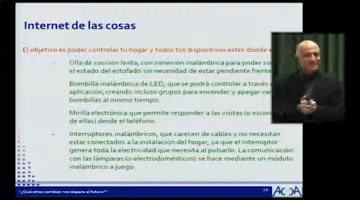 Internet de las cosas
El objetivo es poder controlar tu hogar y todos tus dispositivos estés donde e
Olla de cocción lenta, con conexión inalámbrica para poder co
el estado del estofado sin necesidad de estar pendiente frente
Bombilla inalámbrica de LED, que se podrá controlar a través
aplicación, creando incluso grupos para encender y apagar var
bombillas al mismo tiempo.
Mirilla electrónica que permite responder a las visitas (o escon
de ellas) desde el teléfono.
Interruptores inalámbricos, que carecen de cables y no necesitan
estar conectados a la instalación del hogar, ya que el interruptor
genera toda la electricidad que necesita al pulsarlo. La comunicación
con las lámparas (o electrodomésticos) se hace mediante un módulo
inalámbrico a juego.
"¿Qué otros cambios nos depara el futuro?"